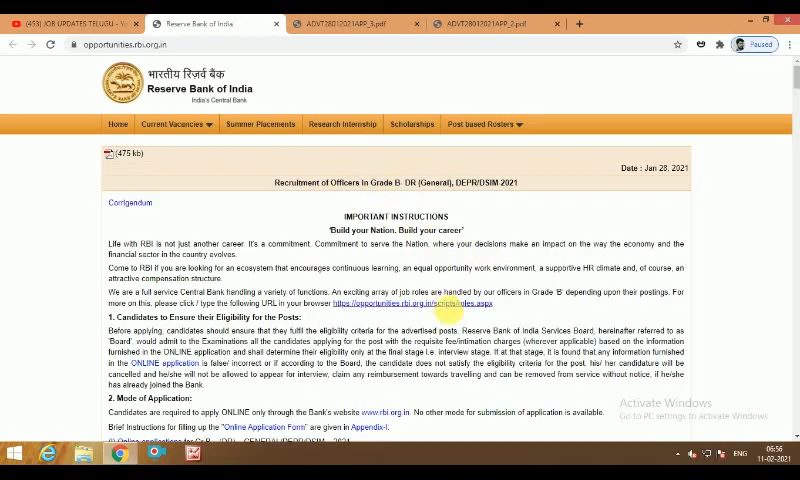 (453) JOB UPDATES TELUGU - Yo
Reserve Bank of India
ADVT28012021APP_3.pdf
ADVT28012021APP_2.pdf
opportunities.rbi.org.in
Paused
भारतीय रिज़र्व बैंक
Reserve Bank of India
India's Central Bank
Home
Current Vacancies
Summer Placements
Research Internship
Scholarships
Post based Rosters
(475 kb)
Date : Jan 28, 2021
Recruitment of Officers in Grade B- DR (General), DEPR/DSIM-2021
Corrigendum
IMPORTANT INSTRUCTIONS
'Build your Nation. Build your career'
Life with RBI is not just another career. It's a commitment. Commitment to serve the Nation, where your decisions make an impact on the way the economy and the
financial sector in the country evolves.
Come to RBI if you are looking for an ecosystem that encourages continuous learning, an equal opportunity work environment, a supportive HR climate and, of course, an
attractive compensation structure.
We are a full service Central Bank handling a variety of functions. An exciting array of job roles are handled by our officers in Grade 'B' depending upon their postings. For
more on this, please click / type the following URL in your browser https://opportunities.rbi.org.in/scripts/roles.aspx
1. Candidates to Ensure their Eligibility for the Posts:
Before applying, candidates should ensure that they fulfil the eligibility criteria for the advertised posts. Reserve Bank of India Services Board, hereinafter referred to as
'Board', would admit to the Examinations all the candidates applying for the post with the requisite fee/intimation charges (wherever applicable) based on the
information furnished in the ONLINE application and shall determine their eligibility only at the final stage i.e. interview stage. If at that stage, it is found that any information furnished
in the ONLINE application is false/ incorrect or if according to the Board, the candidate does not satisfy the eligibility criteria for the post, his/ her candidature will be
cancelled and he/she will not be allowed to appear for interview, claim any reimbursement towards travelling and can be removed from service without notice, if he/she
has already joined the Bank.
2. Mode of Application:
Candidates are required to apply ONLINE only through the Bank's website www.rbi.org.in. No other mode for submission of application is available.
Brief Instructions for filling up the "Online Application Form" are given in Appendix-I:
(i) Online applications for Gr B - (DR) - GENERAL/DEPR/DSIM - 2021
Activate Windows
Go to PC settings to activate Windows
ENG
06:56
11-02-2021